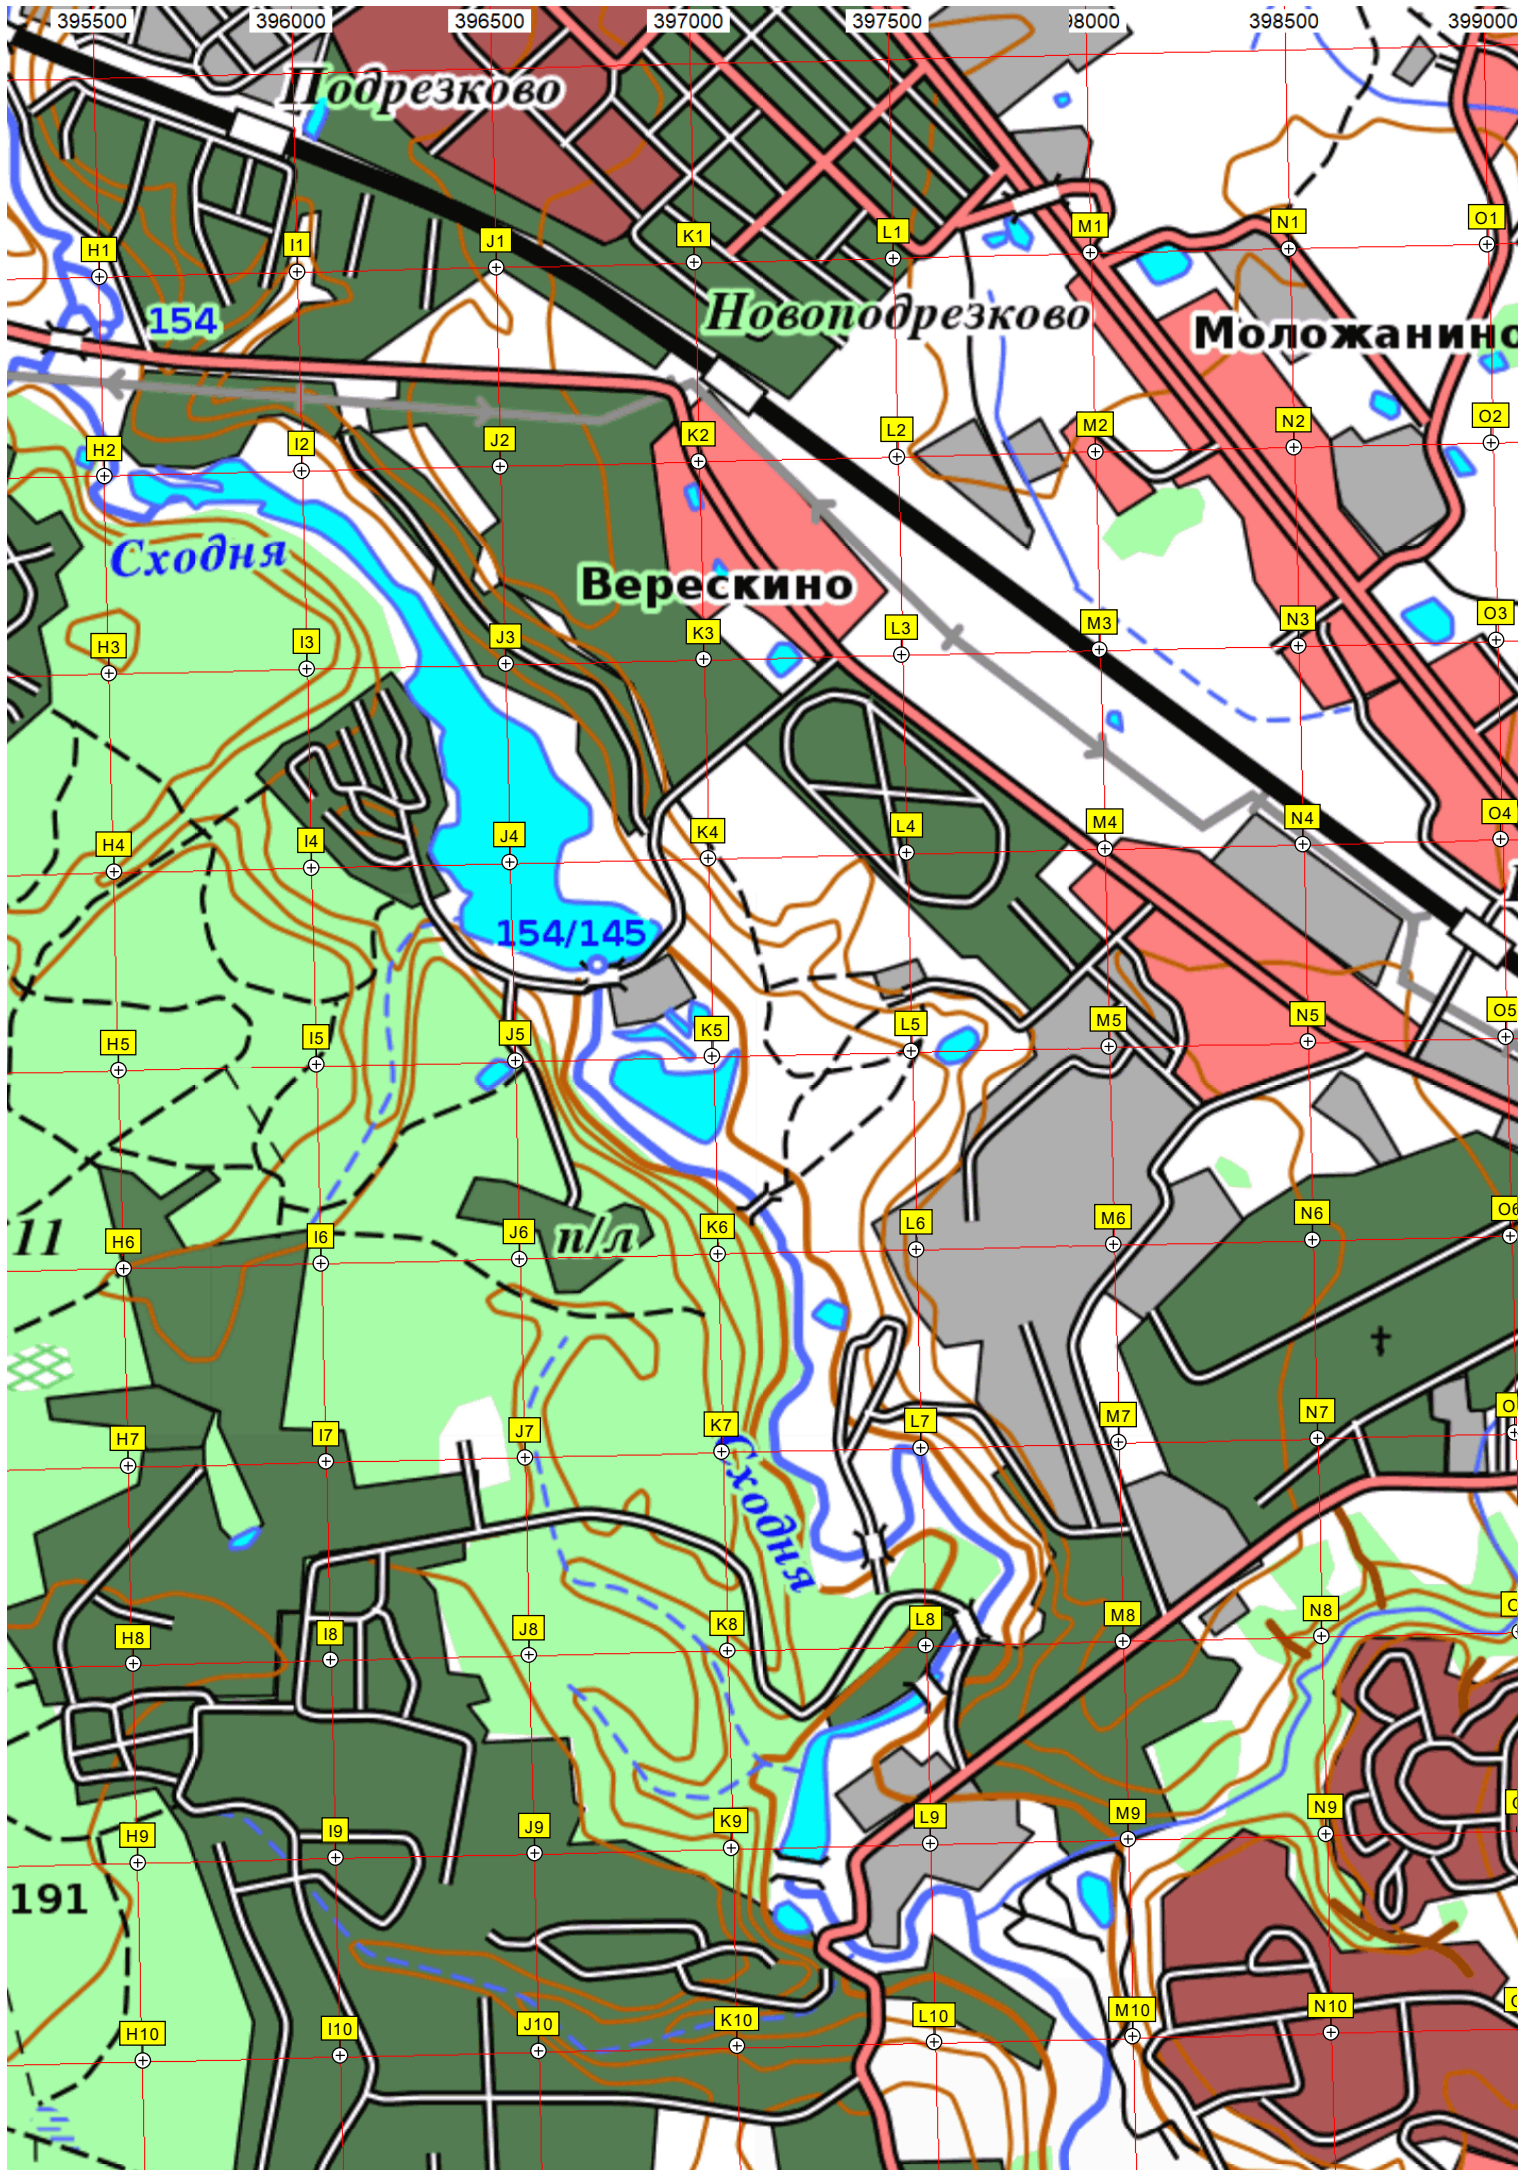 395500 396000 396500 397000 397500 398000 398500 399000
Подрезково
H1 I1 J1 K1 L1 M1 N1 O1
154
Новоподрезково
Моложанино
H2 I2 J2 K2 L2 M2 N2 O2
Сходня
Верескино
H3 I3 J3 K3 L3 M3 N3 O3
H4 I4 J4 K4 L4 M4 N4 O4
154/145
H5 I5 J5 K5 L5 M5 N5 O5
11
п/л
H6 I6 J6 K6 L6 M6 N6 O6
H7 I7 J7 K7 L7 M7 N7 O
Сходня
H8 I8 J8 K8 L8 M8 N8
H9 I9 J9 K9 L9 M9 N9
191
H10 I10 J10 K10 L10 M10 N10